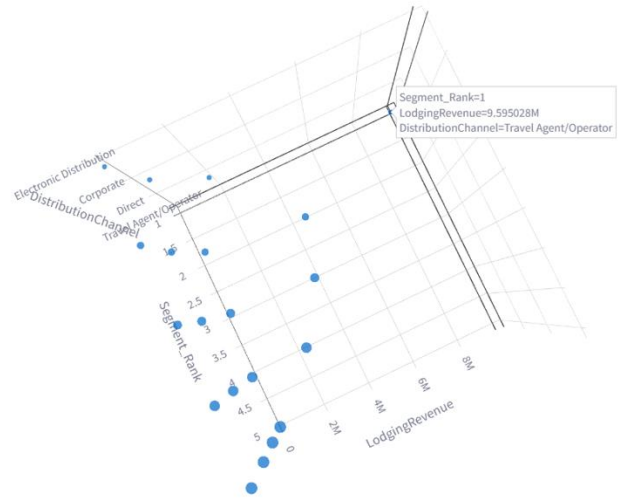 Segment_Rank=1
LodgingRevenue=9.595028M
DistributionChannel=Travel Agent/Operator
Electronic Distribution
Corporate
Direct
Travel Agent/Operator
DistributionChannel
1
1.5
2
2.5
3
3.5
4
4.5
5
Segment_Rank
0
2M
4M
6M
8M
LodgingRevenue